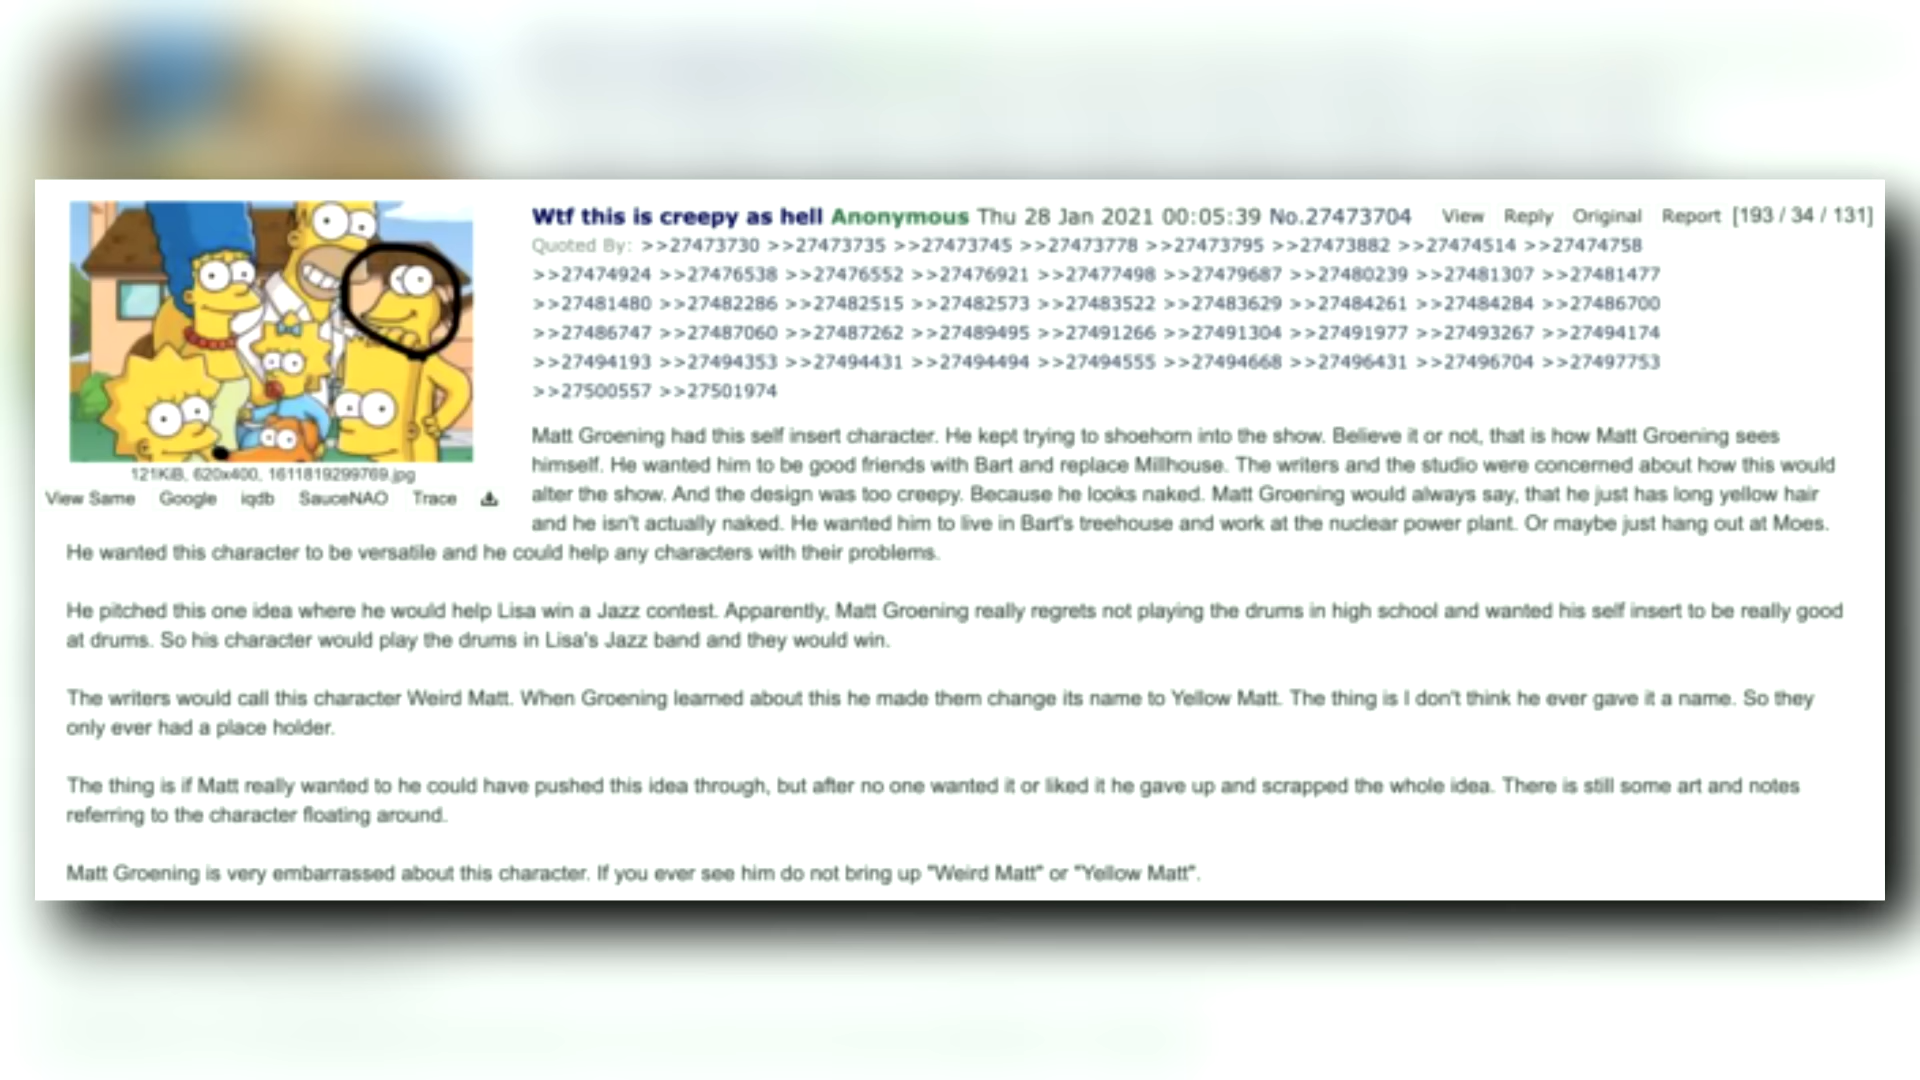 Wtf this is creepy as hell Anonymous Thu 28 Jan 2021 00:05:39 No.27473704 View Reply Original Report [193 / 34 / 131]
Quoted By: >>27473730 >>27473735 >>27473745 >>27473778 >>27473795 >>27473882 >>27474514 >>27474758
>>27474924 >>27476538 >>27476552 >>27476921 >>27477498 >>27479687 >>27480239 >>27481307 >>27481477
>>27481480 >>27482286 >>27482515 >>27482573 >>27483522 >>27483629 >>27484261 >>27484284 >>27486700
>>27486747 >>27487060 >>27487262 >>27489495 >>27491266 >>27491304 >>27491977 >>27493267 >>27494174
>>27494193 >>27494353 >>27494431 >>27494494 >>27494555 >>27494668 >>27496431 >>27496704 >>27497753
>>27500557 >>27501974
121KiB, 620x400, 1611819299769.jpg
View Same Google iqdb SauceNAO Trace
Matt Groening had this self insert character. He kept trying to shoehorn into the show. Believe it or not, that is how Matt Groening sees
himself. He wanted him to be good friends with Bart and replace Millhouse. The writers and the studio were concerned about how this would
alter the show. And the design was too creepy. Because he looks naked. Matt Groening would always say, that he just has long yellow hair
and he isn't actually naked. He wanted him to live in Bart's treehouse and work at the nuclear power plant. Or maybe just hang out at Moes.
He wanted this character to be versatile and he could help any characters with their problems.
He pitched this one idea where he would help Lisa win a Jazz contest. Apparently, Matt Groening really regrets not playing the drums in high school and wanted his self insert to be really good
at drums. So his character would play the drums in Lisa's Jazz band and they would win.
The writers would call this character Weird Matt. When Groening learned about this he made them change its name to Yellow Matt. The thing is I don't think he ever gave it a name. So they
only ever had a place holder.
The thing is if Matt really wanted to he could have pushed this idea through, but after no one wanted it or liked it he gave up and scrapped the whole idea. There is still some art and notes
referring to the character floating around.
Matt Groening is very embarrassed about this character. If you ever see him do not bring up "Weird Matt" or "Yellow Matt".